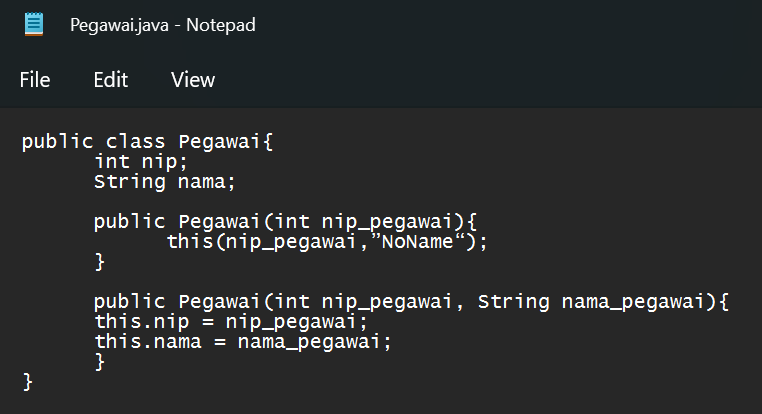 Pegawai.java - Notepad
File Edit View
public class Pegawai{
int nip;
String nama;
public Pegawai(int nip_pegawai){
this(nip_pegawai,”NoName“);
}
public Pegawai(int nip_pegawai, String nama_pegawai){
this.nip = nip_pegawai;
this.nama = nama_pegawai;
}
}